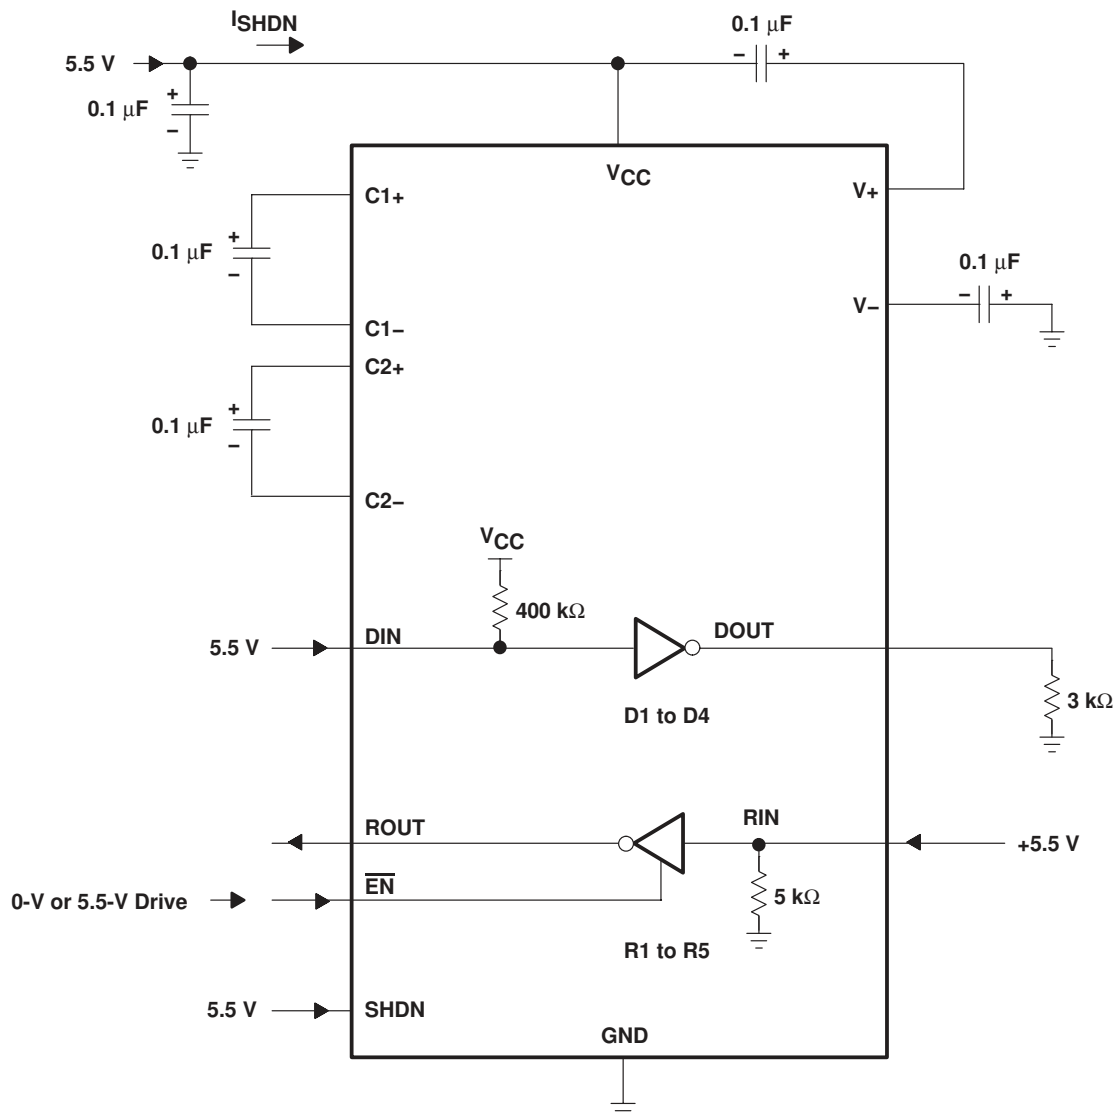 I_SHDN
0.1 μF
5.5 V
+
−
− +
0.1 μF
VCC
C1+
V+
0.1 μF
+
−
0.1 μF
− +
V−
C1−
C2+
0.1 μF
+
−
C2−
VCC
400 kΩ
5.5 V
DIN
DOUT
3 kΩ
D1 to D4
ROUT
RIN
+5.5 V
0-V or 5.5-V Drive
E̅N̅
5 kΩ
R1 to R5
5.5 V
SHDN
GND